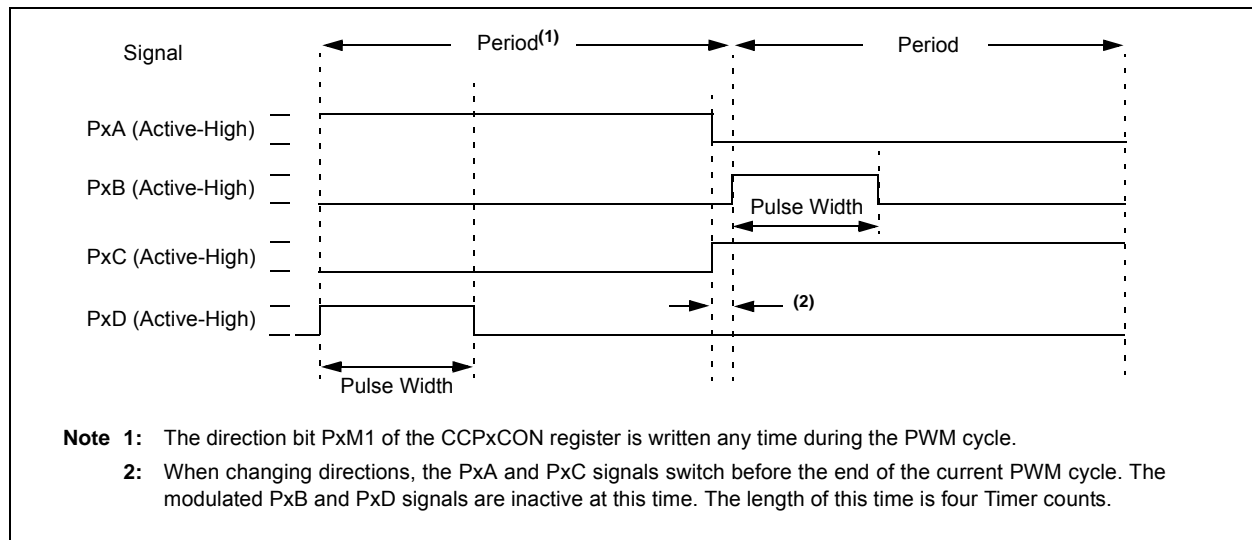 Signal
Period(1)
Period
PxA (Active-High)
PxB (Active-High)
Pulse Width
PxC (Active-High)
(2)
PxD (Active-High)
Pulse Width
Note 1: The direction bit PxM1 of the CCPxCON register is written any time during the PWM cycle.
2: When changing directions, the PxA and PxC signals switch before the end of the current PWM cycle. The
modulated PxB and PxD signals are inactive at this time. The length of this time is four Timer counts.